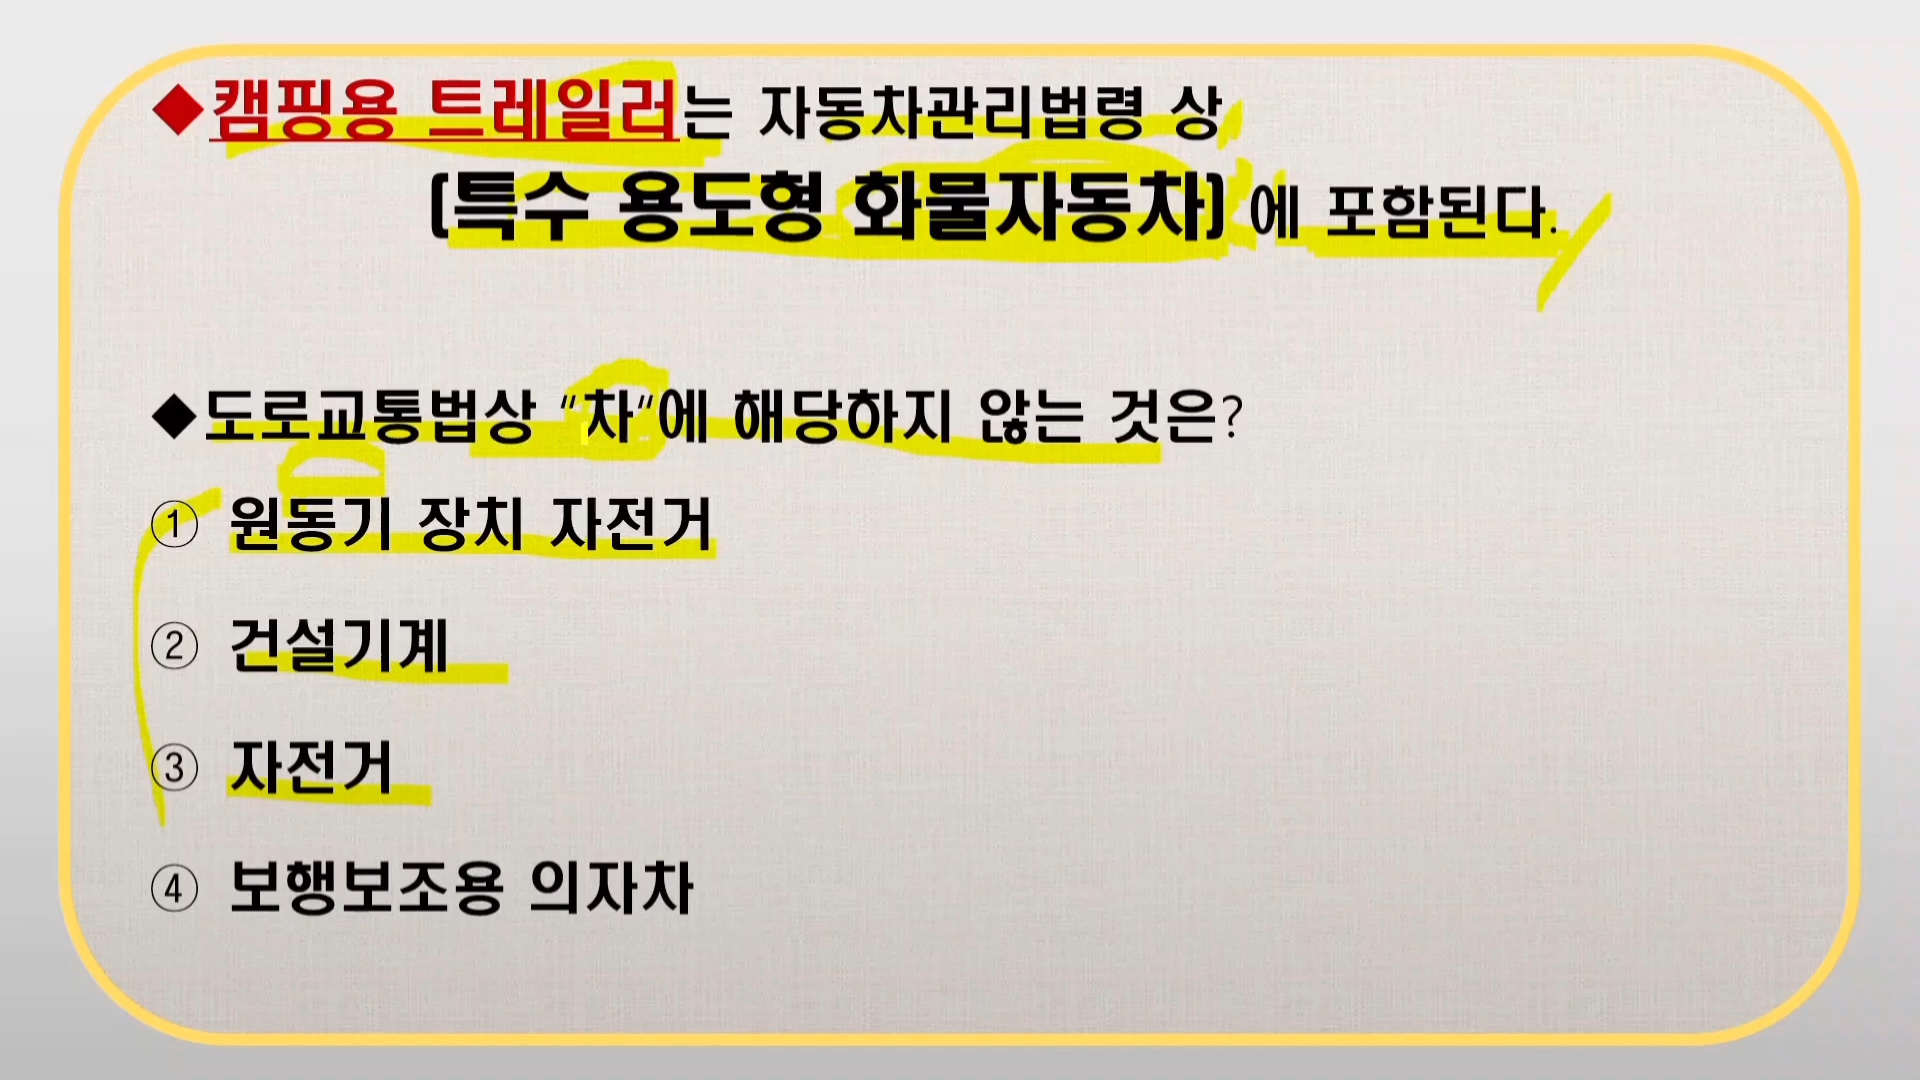 ◆캠핑용 트레일러는 자동차관리법령 상
(특수 용도형 화물자동차) 에 포함된다.
◆도로교통법상 "차"에 해당하지 않는 것은?
① 원동기 장치 자전거
② 건설기계
③ 자전거
④ 보행보조용 의자차